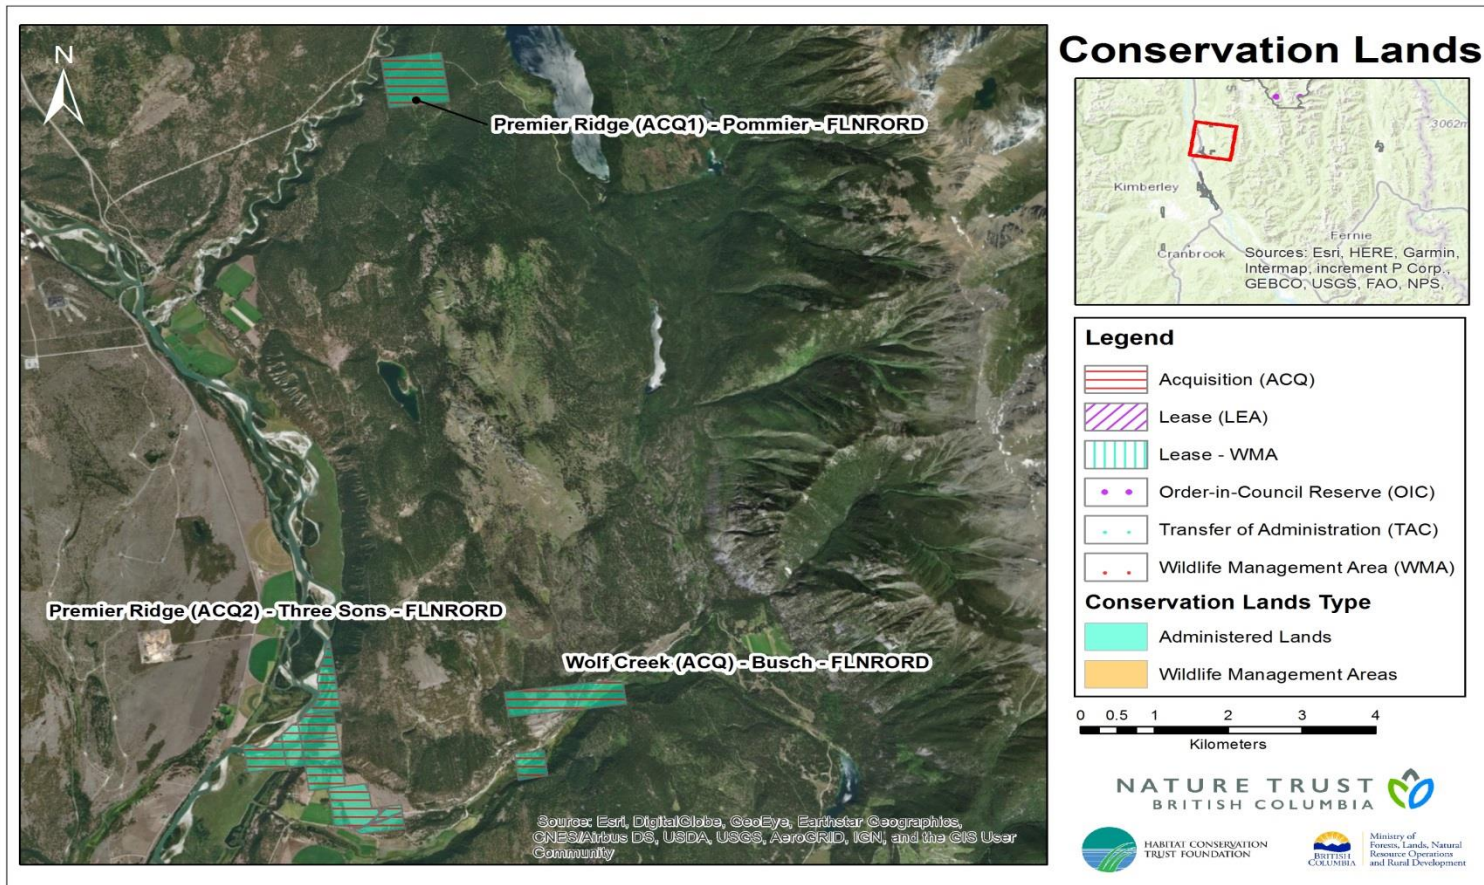 N
Premier Ridge (ACQ1) - Pommier - FLNRORD
Premier Ridge (ACQ2) - Three Sons - FLNRORD
Wolf Creek (ACQ) - Busch - FLNRORD
Source: Esri, DigitalGlobe, GeoEye, Earthstar Geographics,
CNES/Airbus DS, USDA, USGS, AeroGRID, IGN, and the GIS User
Community
Conservation Lands
3062m
Kimberley
Cranbrook
Fernie
Sources: Esri, HERE, Garmin,
Intermap, increment P Corp.,
GEBCO, USGS, FAO, NPS,
Legend
Acquisition (ACQ)
Lease (LEA)
Lease - WMA
Order-in-Council Reserve (OIC)
Transfer of Administration (TAC)
Wildlife Management Area (WMA)
Conservation Lands Type
Administered Lands
Wildlife Management Areas
0 0.5 1 2 3 4
Kilometers
NATURE TRUST
BRITISH COLUMBIA
HABITAT CONSERVATION
TRUST FOUNDATION
BRITISH
COLUMBIA
Ministry of
Forests, Lands, Natural
Resource Operations
and Rural Development